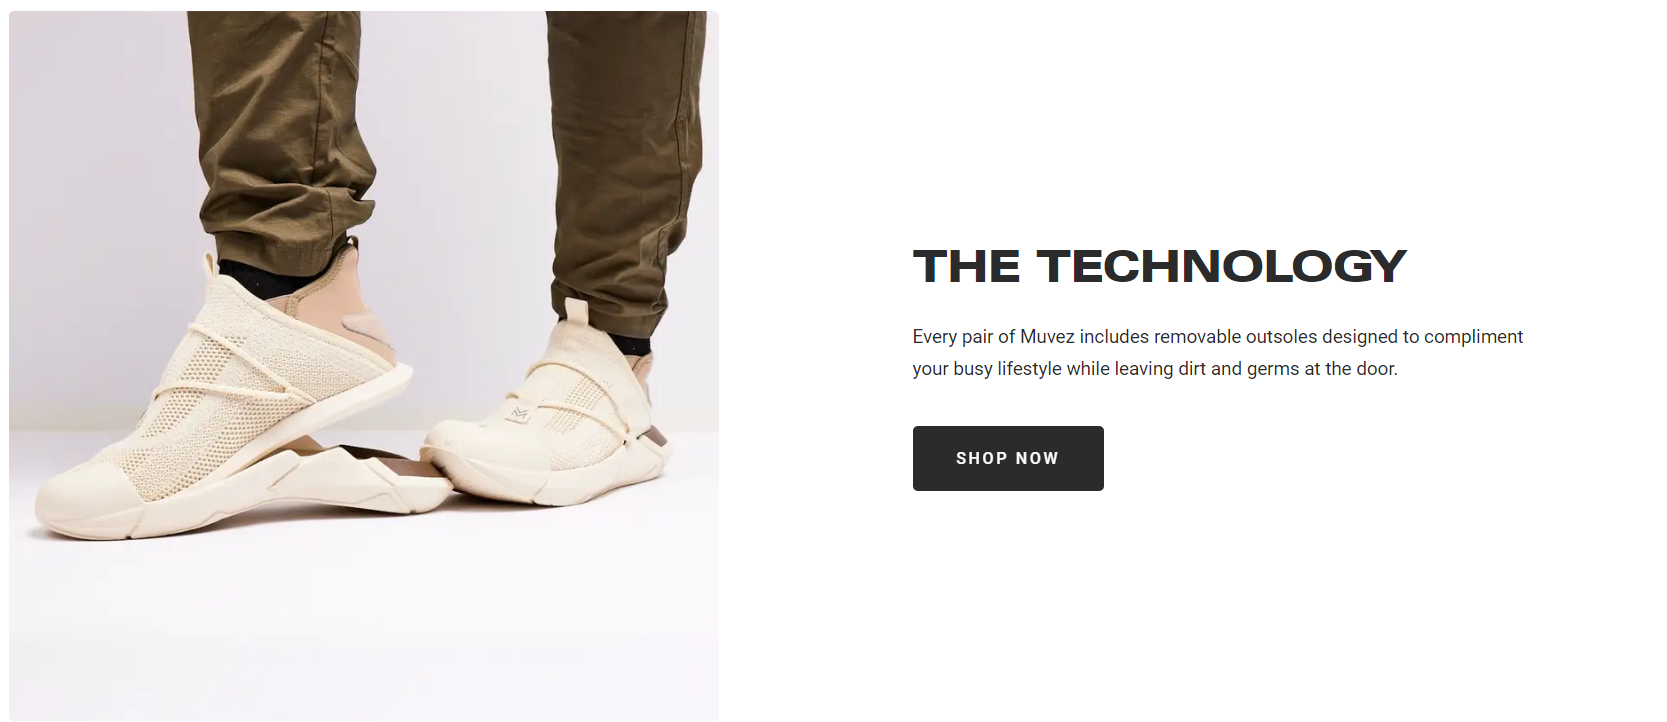 THE TECHNOLOGY
Every pair of Muvez includes removable outsoles designed to compliment
your busy lifestyle while leaving dirt and germs at the door.
SHOP NOW